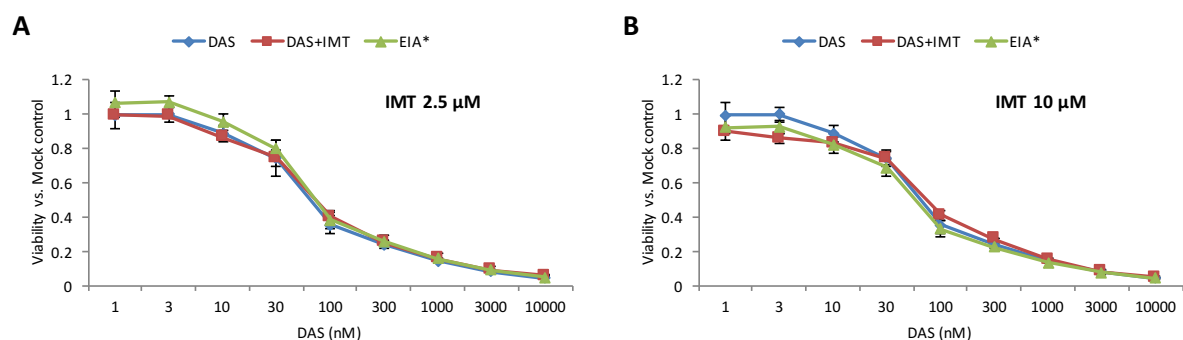 A
DAS DAS+IMT EIA*
IMT 2.5 µM
Viability vs. Mock control
1.2
1
0.8
0.6
0.4
0.2
0
1 3 10 30 100 300 1000 3000 10000
DAS (nM)
B
DAS DAS+IMT EIA*
IMT 10 µM
Viability vs. Mock control
1.2
1
0.8
0.6
0.4
0.2
0
1 3 10 30 100 300 1000 3000 10000
DAS (nM)